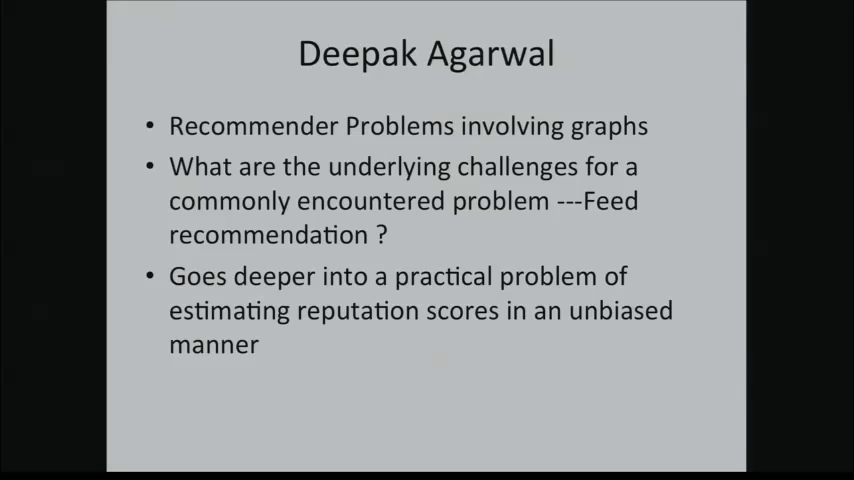 Deepak Agarwal
• Recommender Problems involving graphs
• What are the underlying challenges for a
commonly encountered problem ---Feed
recommendation ?
• Goes deeper into a practical problem of
estimating reputation scores in an unbiased
manner